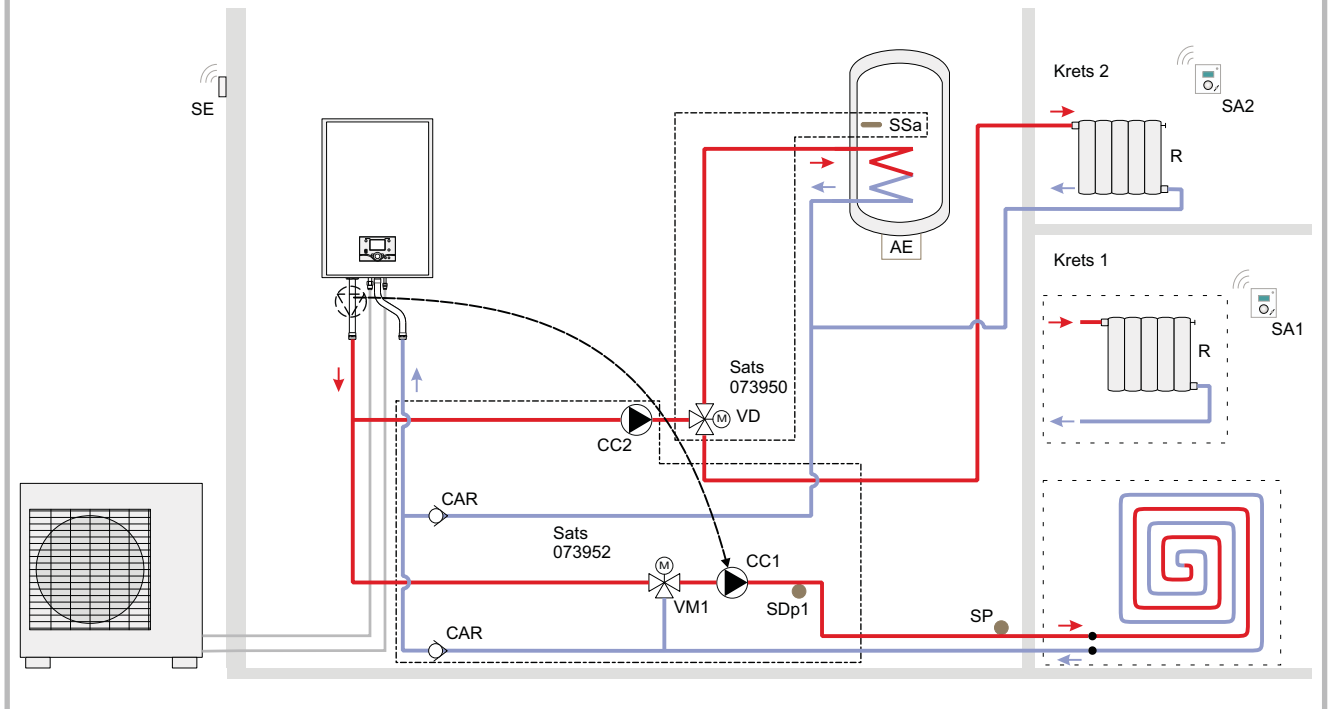 Krets 2
SE
SSa
SA2
R
AE
Krets 1
SA1
R
Sats
073950
M
VD
CC2
CAR
Sats
073952
M
CC1
VM1
SDp1
SP
CAR